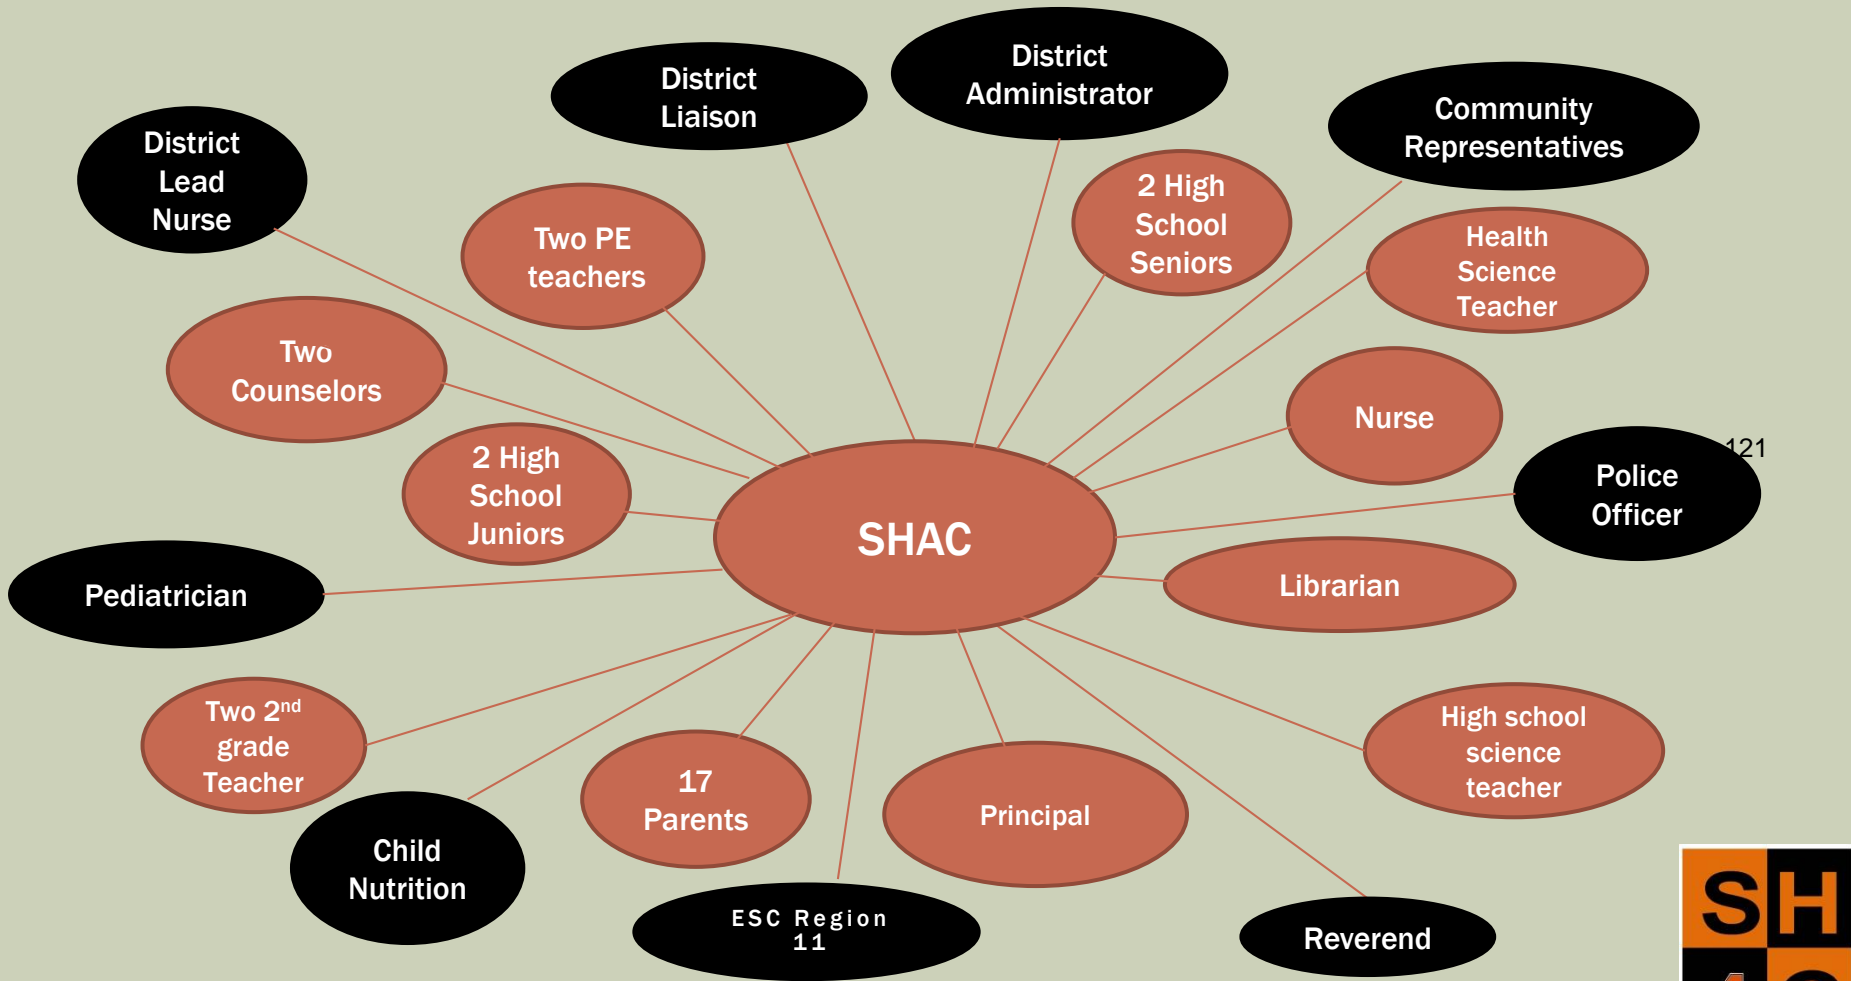 District
Administrator
District
Liaison
Community
Representatives
District
Lead
Nurse
2 High
School
Seniors
Two PE
teachers
Health
Science
Teacher
Two
Counselors
Nurse
121
2 High
School
Juniors
Police
Officer
SHAC
Librarian
Pediatrician
Two 2nd
grade
Teacher
High school
science
teacher
17
Parents
Principal
Child
Nutrition
ESC Region
11
Reverend
SH